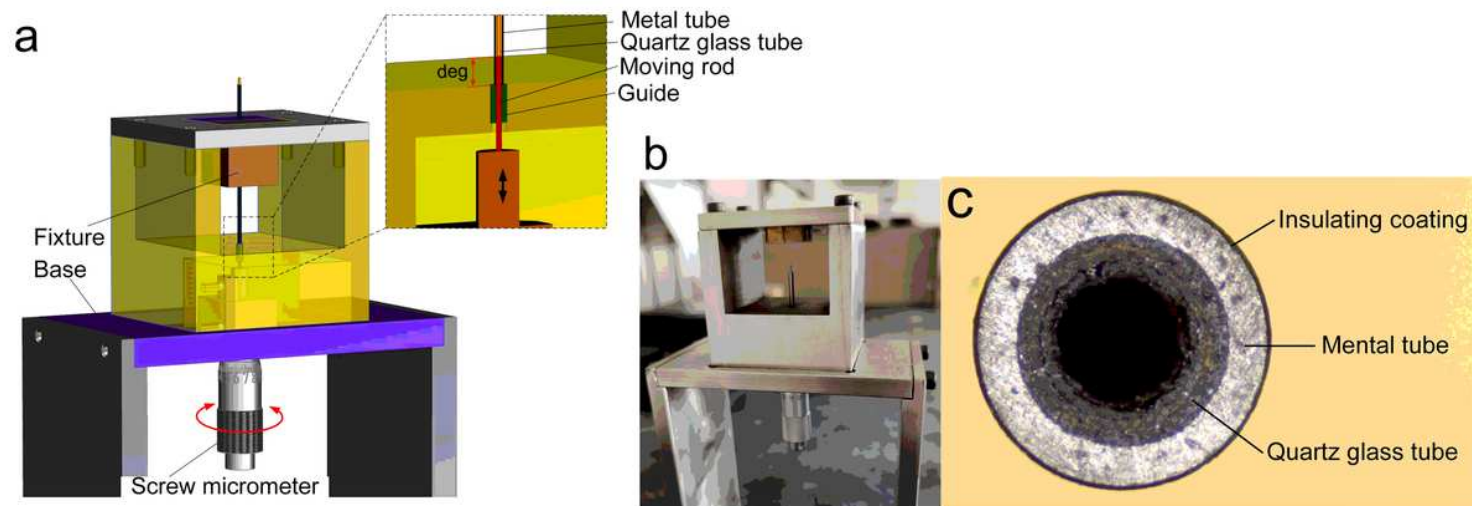 a
Metal tube
Quartz glass tube
Moving rod
Guide
deg
Fixture
Base
Screw micrometer
b
c
Insulating coating
Mental tube
Quartz glass tube